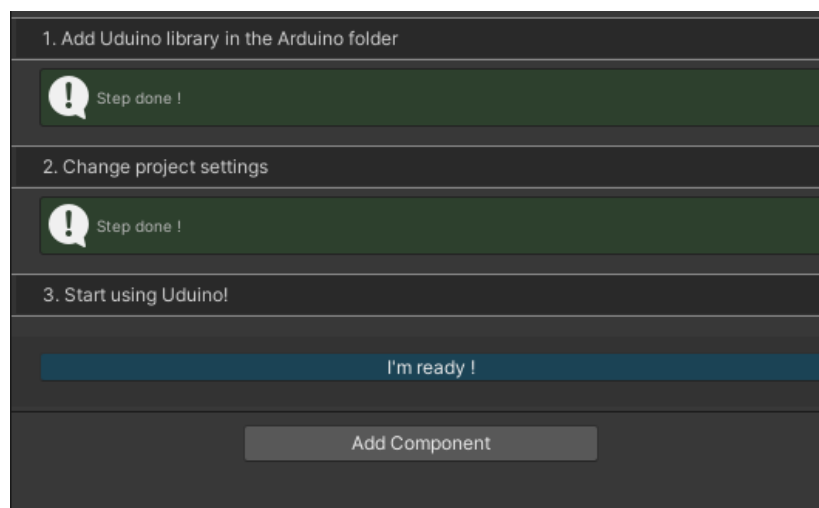 1. Add Uduino library in the Arduino folder
Step done !
2. Change project settings
Step done !
3. Start using Uduino!
I'm ready !
Add Component